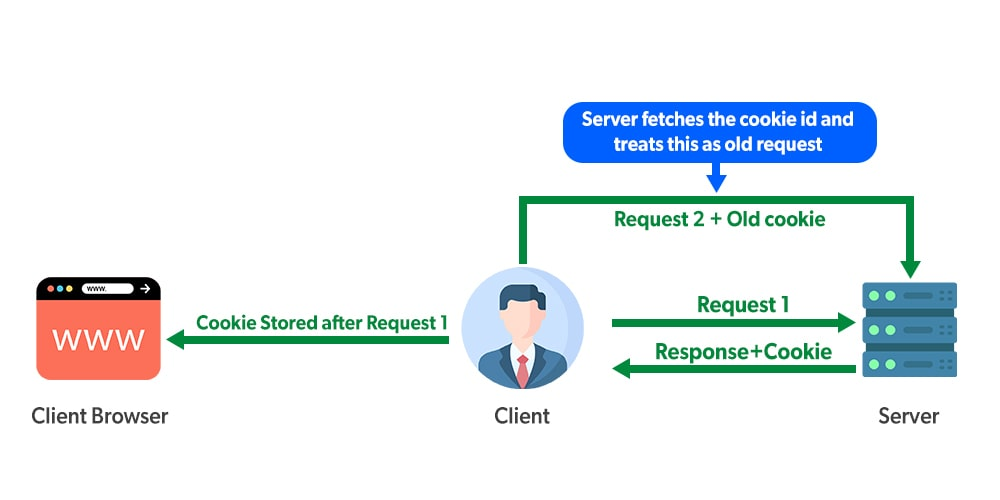 Server fetches the cookie id and
treats this as old request
Request 2 + Old cookie
www.
www
Cookie Stored after Request 1
Request 1
Response+Cookie
Client Browser
Client
Server